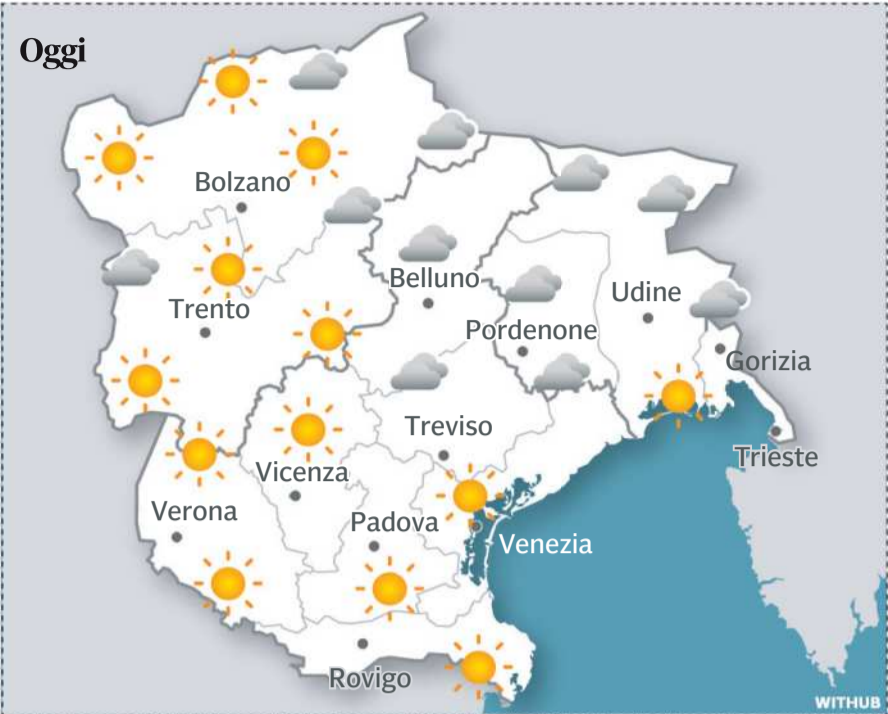 Oggi
Bolzano
Belluno
Udine
Trento
Pordenone
Gorizia
Treviso
Trieste
Vicenza
Verona
Padova
Venezia
Rovigo
WITHUB